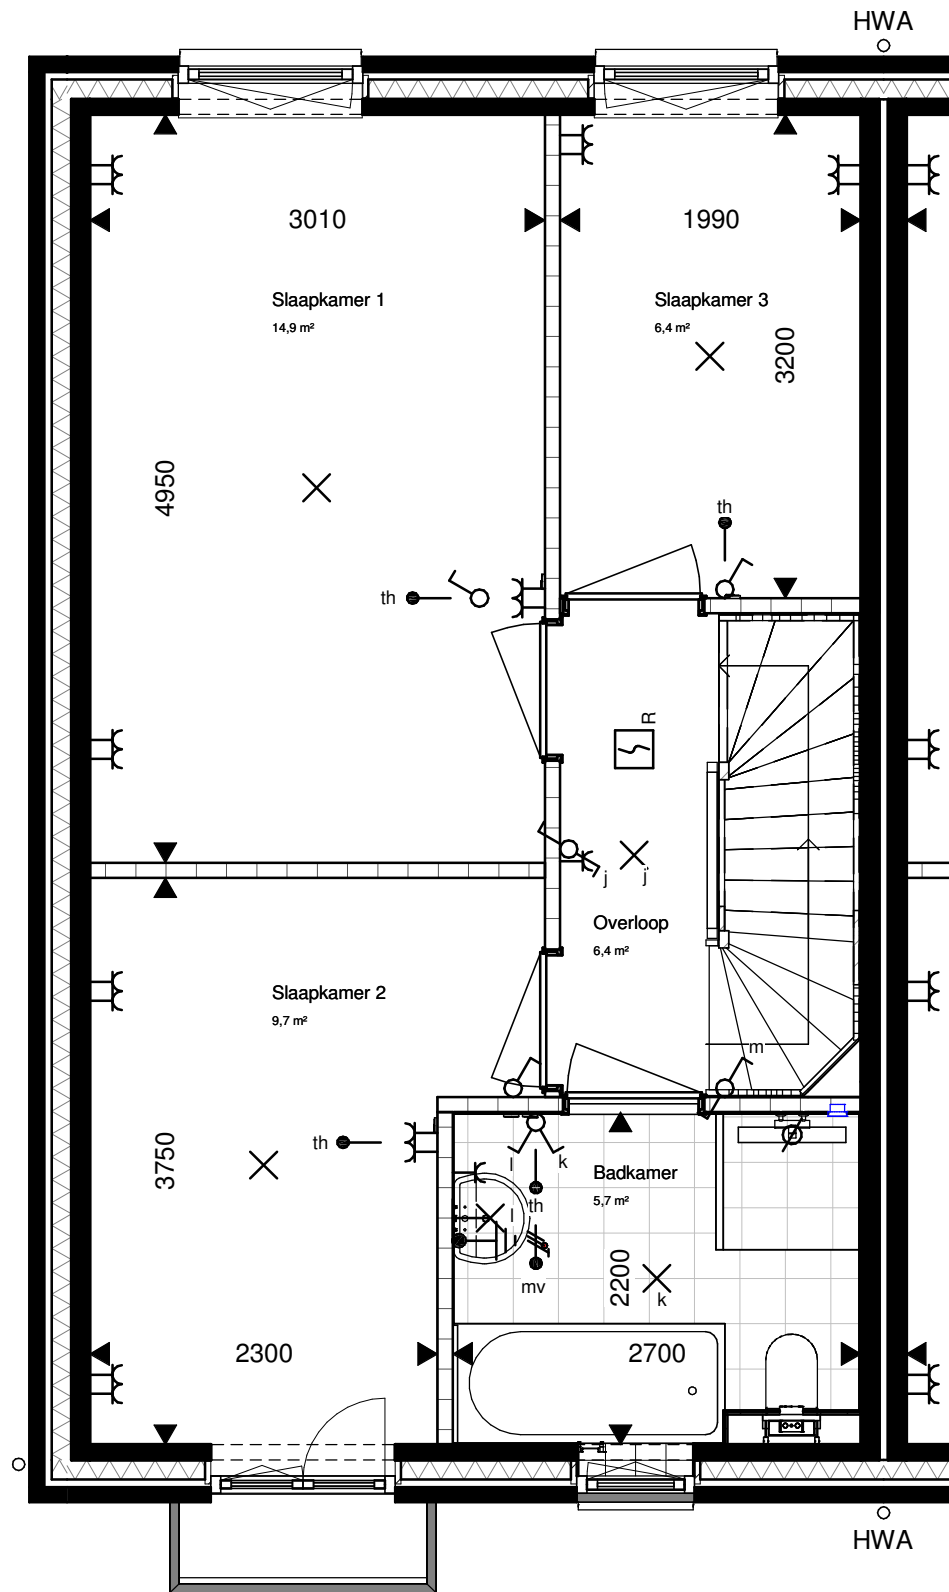 HWA
3010
1990
Slaapkamer 1
14,9 m²
Slaapkamer 3
6,4 m²
3200
4950
th
th
R
j
j
Overloop
6,4 m²
Slaapkamer 2
9,7 m²
m
th
3750
l
k
Badkamer
5,7 m²
th
l
mv
2200
k
2300
2700
HWA